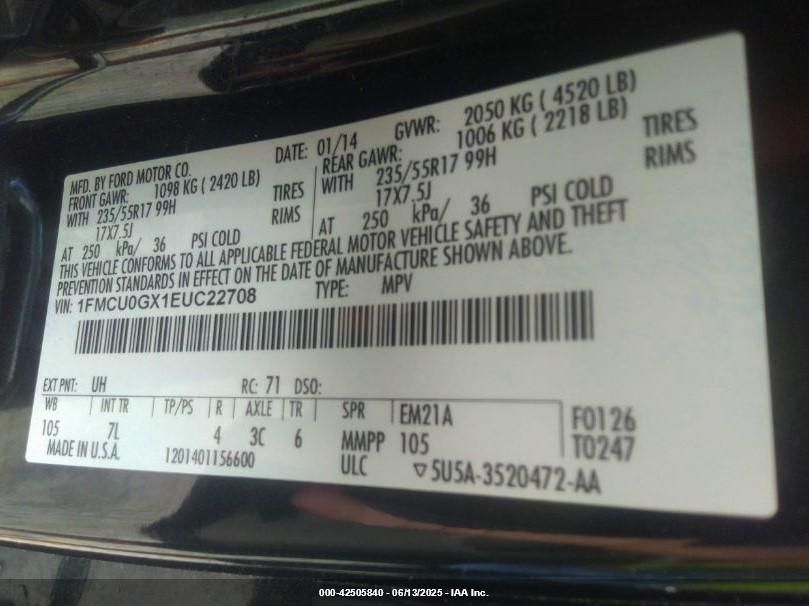 MFD. BY FORD MOTOR CO.
DATE: 01/14 GVWR: 2050 KG ( 4520 LB)
FRONT GAWR: 1098 KG ( 2420 LB) REAR GAWR: 1006 KG ( 2218 LB)
WITH 235/55R17 99H TIRES WITH 235/55R17 99H TIRES
17X7.5J RIMS 17X7.5J RIMS
AT 250 kPa/ 36 PSI COLD AT 250 kPa/ 36 PSI COLD
THIS VEHICLE CONFORMS TO ALL APPLICABLE FEDERAL MOTOR VEHICLE SAFETY AND THEFT
PREVENTION STANDARDS IN EFFECT ON THE DATE OF MANUFACTURE SHOWN ABOVE.
VIN: 1FMCU0GX1EUC22708 TYPE: MPV
EXT PNT: UH RC: 71 DSO:
WB INT TR TP/PS R AXLE TR SPR EM21A F0126
105 7L 4 3C 6 MMPP 105 T0247
MADE IN U.S.A. 1201401156600 ULC ▽5U5A-3520472-AA
000-42505840 - 06/13/2025 - IAA Inc.